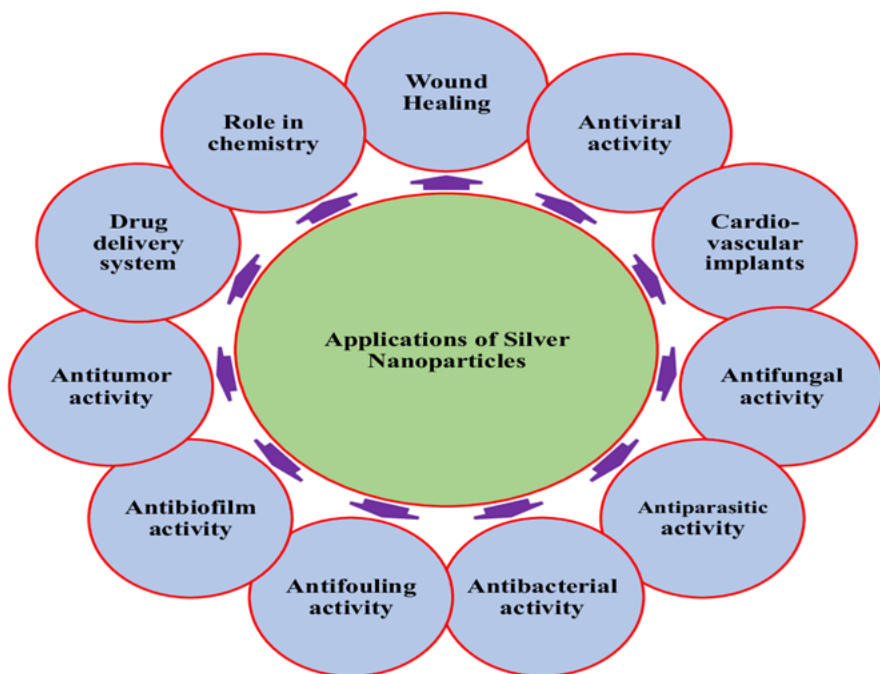 Wound
Healing
Antiviral
activity
Cardio-
vascular
implants
Antifungal
activity
Antiparasitic
activity
Antibacterial
activity
Antifouling
activity
Antibiofilm
activity
Antitumor
activity
Drug
delivery
system
Role in
chemistry
Applications of Silver
Nanoparticles